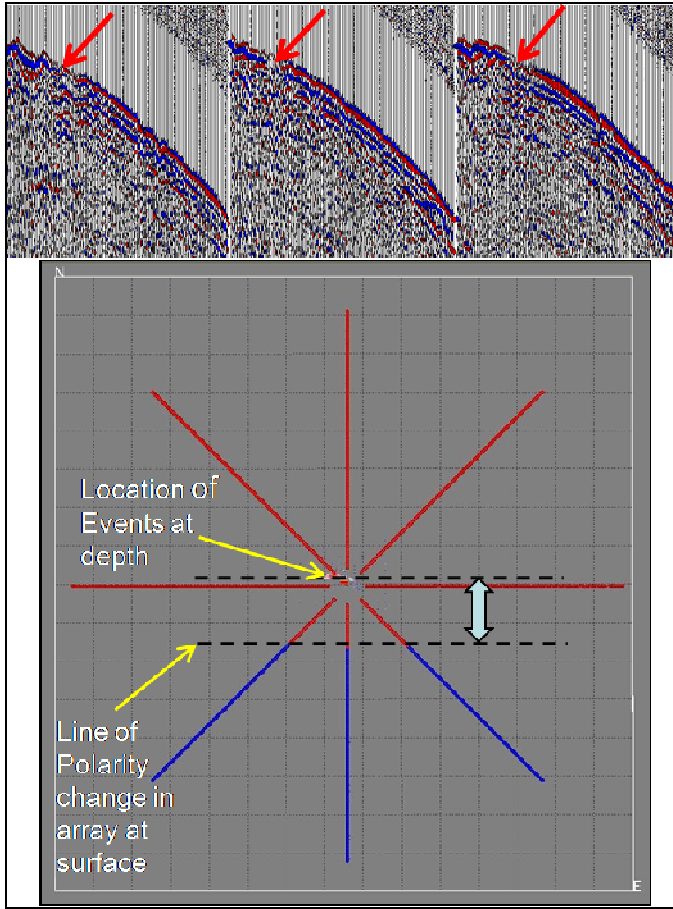 N
Location of
Events at
depth
Line of
Polarity
change in
array at
surface
E